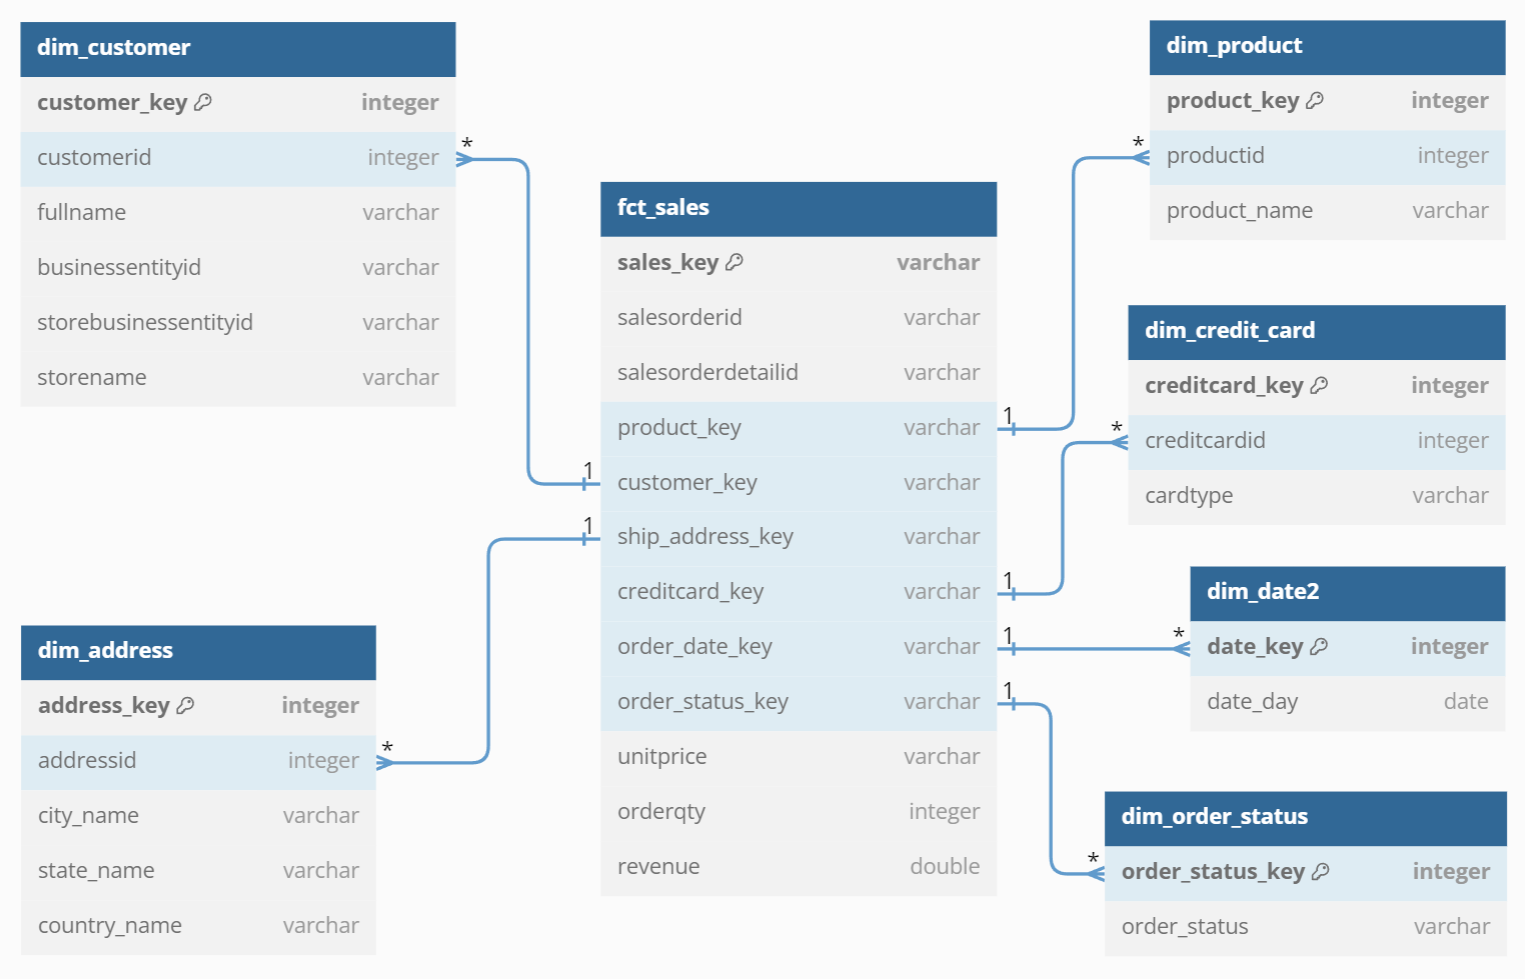 dim_customer
customer_key integer
customerid integer
fullname varchar
businessentityid varchar
storebusinessentityid varchar
storename varchar
*
1
fct_sales
sales_key varchar
salesorderid varchar
salesorderdetailid varchar
product_key varchar
customer_key varchar
ship_address_key varchar
creditcard_key varchar
order_date_key varchar
order_status_key varchar
unitprice varchar
orderqty integer
revenue double
1
*
dim_address
address_key integer
addressid integer
city_name varchar
state_name varchar
country_name varchar
1
*
dim_product
product_key integer
productid integer
product_name varchar
1
*
dim_credit_card
creditcard_key integer
creditcardid integer
cardtype varchar
1
*
dim_date2
date_key integer
date_day date
1
*
dim_order_status
order_status_key integer
order_status varchar